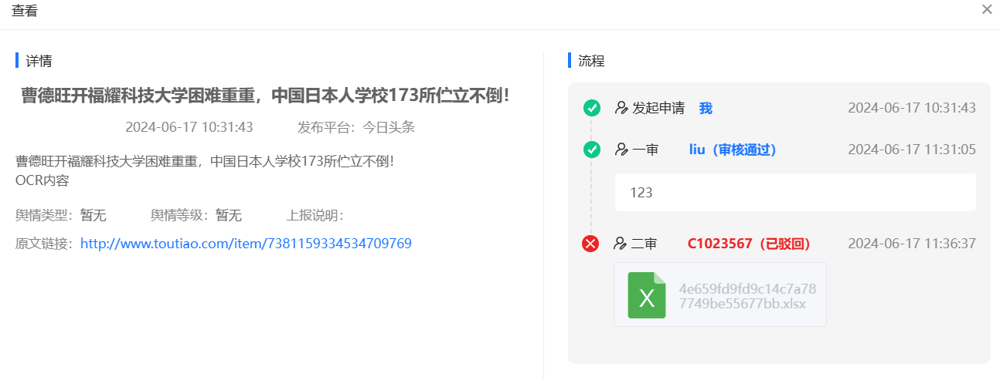 查看
详情
曹德旺开福耀科技大学困难重重，中国日本人学校173所伫立不倒！
2024-06-17 10:31:43 发布平台：今日头条
曹德旺开福耀科技大学困难重重，中国日本人学校173所伫立不倒！
OCR内容
舆情类型：暂无 舆情等级：暂无 上报说明：
原文链接：http://www.toutiao.com/item/7381159334534709769
流程
发起申请 我 2024-06-17 10:31:43
一审 liu（审核通过） 2024-06-17 11:31:05
123
二审 C1023567（已驳回） 2024-06-17 11:36:37
X
4e659fd9fd9c14c7a78
7749be55677bb.xlsx